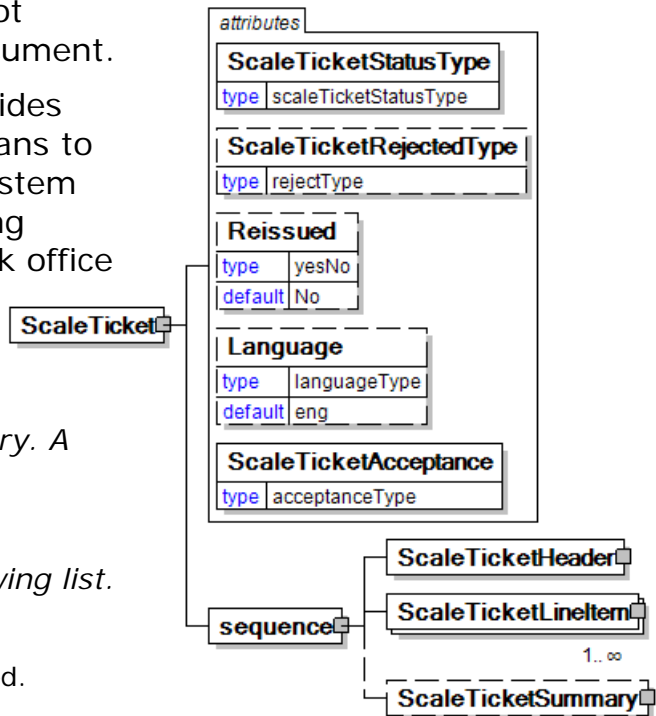 ot
ument.
ides
ans to
stem
ng
k office
ry. A
ving list.
d.
attributes
ScaleTicketStatusType
type scaleTicketStatusType
ScaleTicketRejectedType
type rejectType
Reissued
type yesNo
default No
Language
type languageType
default eng
ScaleTicketAcceptance
type acceptanceType
ScaleTicket
ScaleTicketHeader
sequence
ScaleTicketLineItem
1.. ∞
ScaleTicketSummary